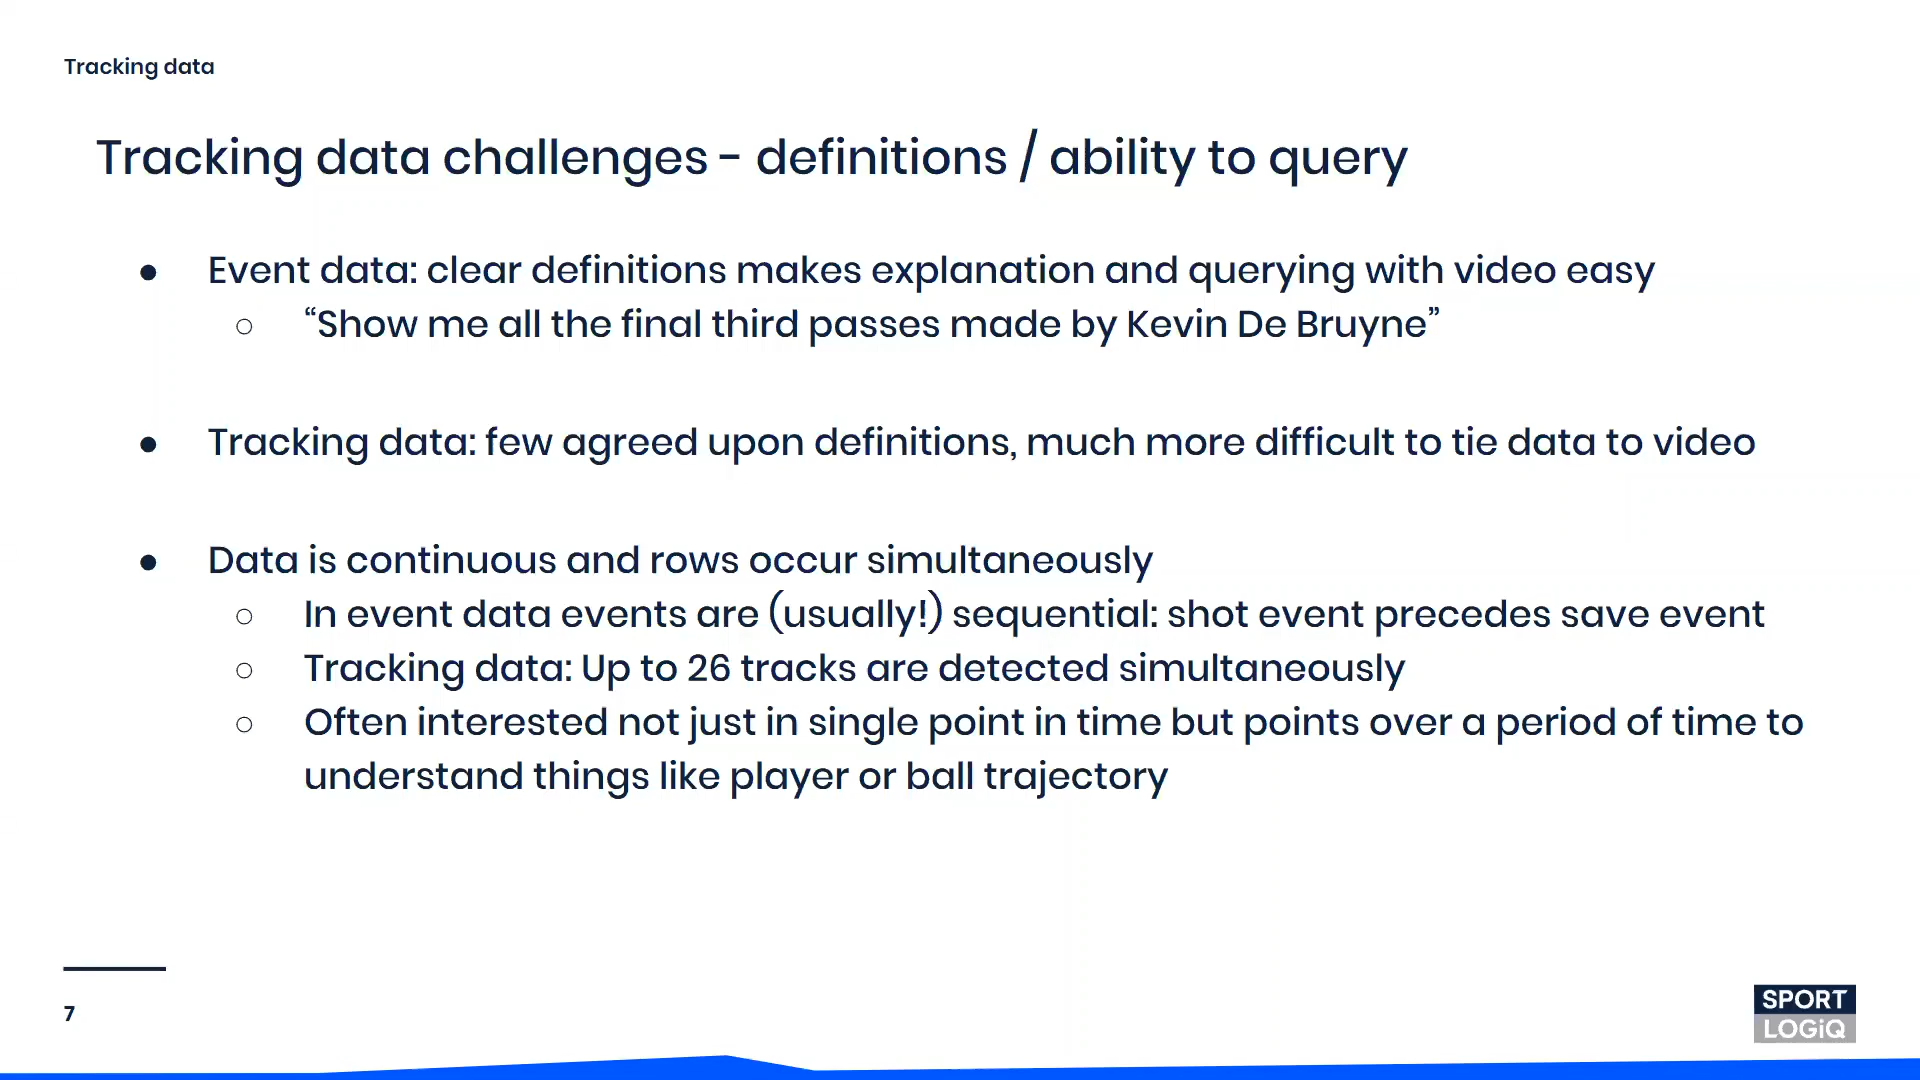 Tracking data
Tracking data challenges - definitions / ability to query
● Event data: clear definitions makes explanation and querying with video easy
○ “Show me all the final third passes made by Kevin De Bruyne”
● Tracking data: few agreed upon definitions, much more difficult to tie data to video
● Data is continuous and rows occur simultaneously
○ In event data events are (usually!) sequential: shot event precedes save event
○ Tracking data: Up to 26 tracks are detected simultaneously
○ Often interested not just in single point in time but points over a period of time to
understand things like player or ball trajectory
7
SPORT
LOGiQ